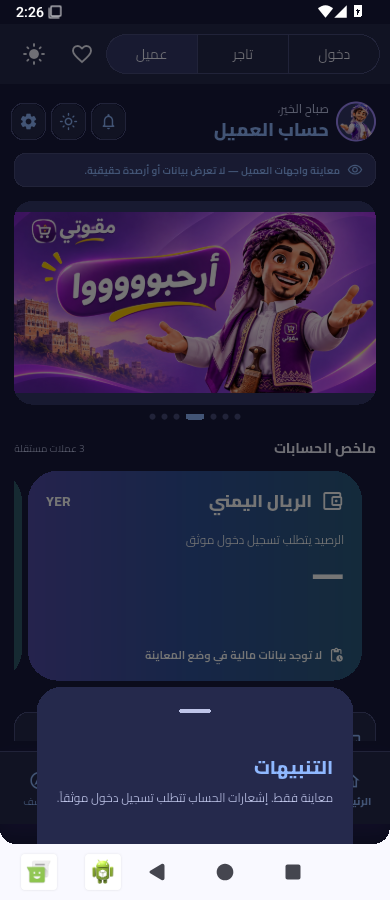 2:26
دخول
تاجر
عميل
صباح الخير،
حساب العميل
معاينة واجهات العميل — لا تعرض بيانات أو أرصدة حقيقية.
مقوتي
أرحبوووووا
مقوتي
ملخص الحسابات
3 عملات مستقلة
الريال اليمني
YER
الرصيد يتطلب تسجيل دخول موثق
—
لا توجد بيانات مالية في وضع المعاينة
التنبيهات
معاينة فقط. إشعارات الحساب تتطلب تسجيل دخول موثقاً.